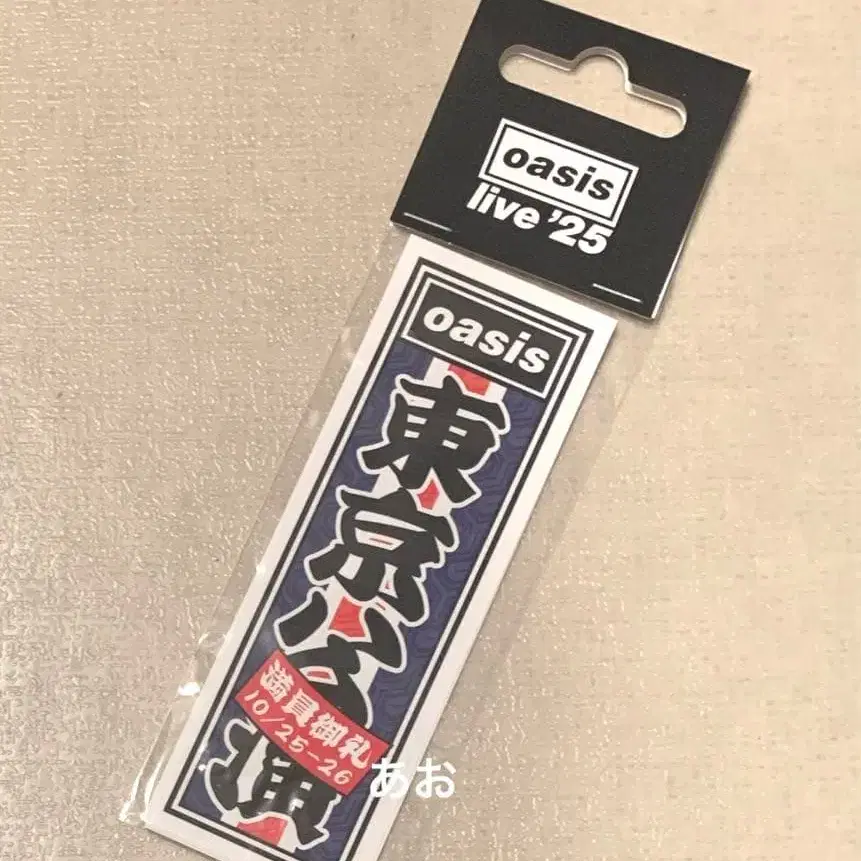 oasis
live '25
oasis
東京公演
満員御礼
10/25-26
あお